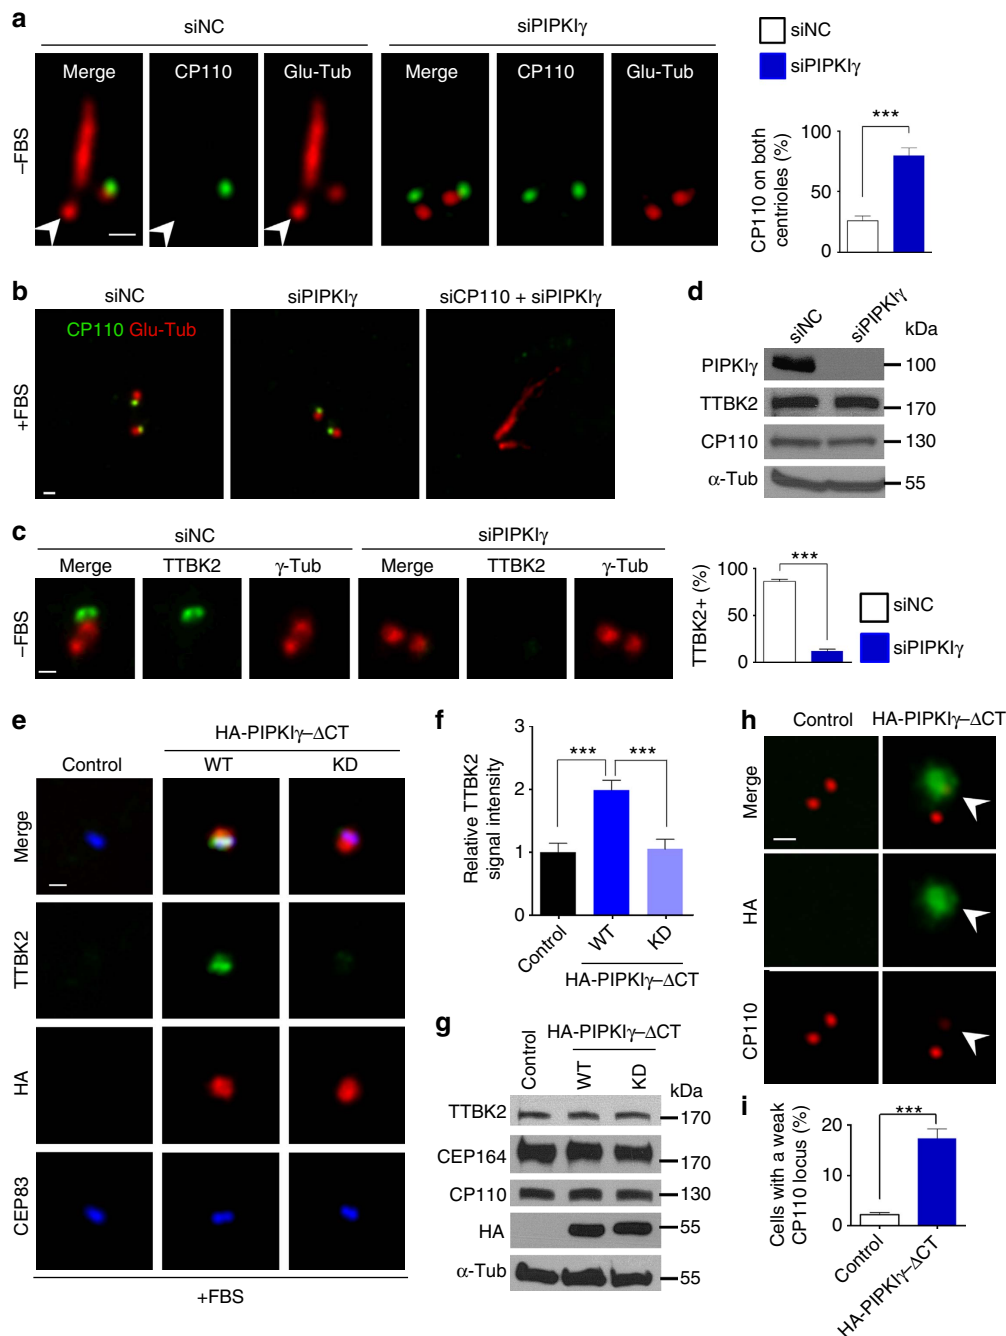 a
siNC
siPIPKIγ
siNC
siPIPKIγ
–FBS
Merge
CP110
Glu-Tub
Merge
CP110
Glu-Tub
CP110 on both
centrioles (%)
100
50
0
***
b
siNC
siPIPKIγ
siCP110 + siPIPKIγ
+FBS
CP110 Glu-Tub
d
siNC
siPIPKIγ
kDa
PIPKIγ
100
TTBK2
170
CP110
130
α-Tub
55
c
siNC
siPIPKIγ
Merge
TTBK2
γ-Tub
Merge
TTBK2
γ-Tub
–FBS
TTBK2+ (%)
100
50
0
***
siNC
siPIPKIγ
e
HA-PIPKIγ–ΔCT
Control
WT
KD
Merge
TTBK2
HA
CEP83
+FBS
f
Relative TTBK2
signal intensity
3
2
1
0
***
***
Control
WT
KD
HA-PIPKIγ–ΔCT
g
HA-PIPKIγ–ΔCT
Control
WT
KD
kDa
TTBK2
170
CEP164
170
CP110
130
HA
55
α-Tub
55
h
Control
HA-PIPKIγ–ΔCT
Merge
HA
CP110
i
Cells with a weak
CP110 locus (%)
20
10
0
***
Control
HA-PIPKIγ–ΔCT